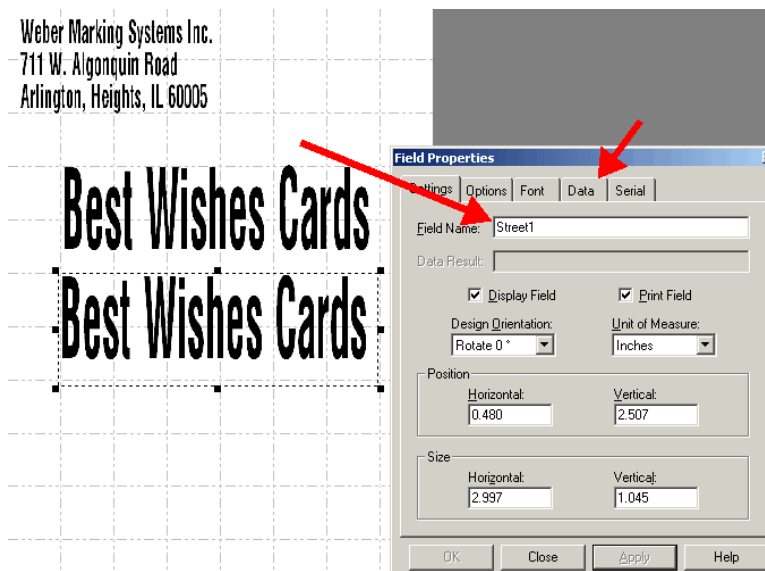 Weber Marking Systems Inc.
711 W. Algonquin Road
Arlington, Heights, IL 60005
Best Wishes Cards
Best Wishes Cards
Field Properties
Settings Options Font Data Serial
Field Name: Street1
Data Result:
Display Field Print Field
Design Orientation: Unit of Measure:
Rotate 0 ° Inches
Position
Horizontal: Vertical:
0.480 2.507
Size
Horizontal: Vertical:
2.997 1.045
OK Close Apply Help